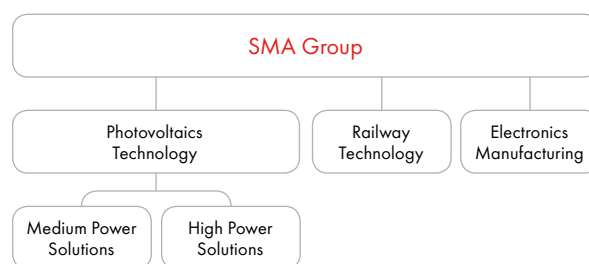 SMA Group
Photovoltaics
Technology
Railway
Technology
Electronics
Manufacturing
Medium Power
Solutions
High Power
Solutions